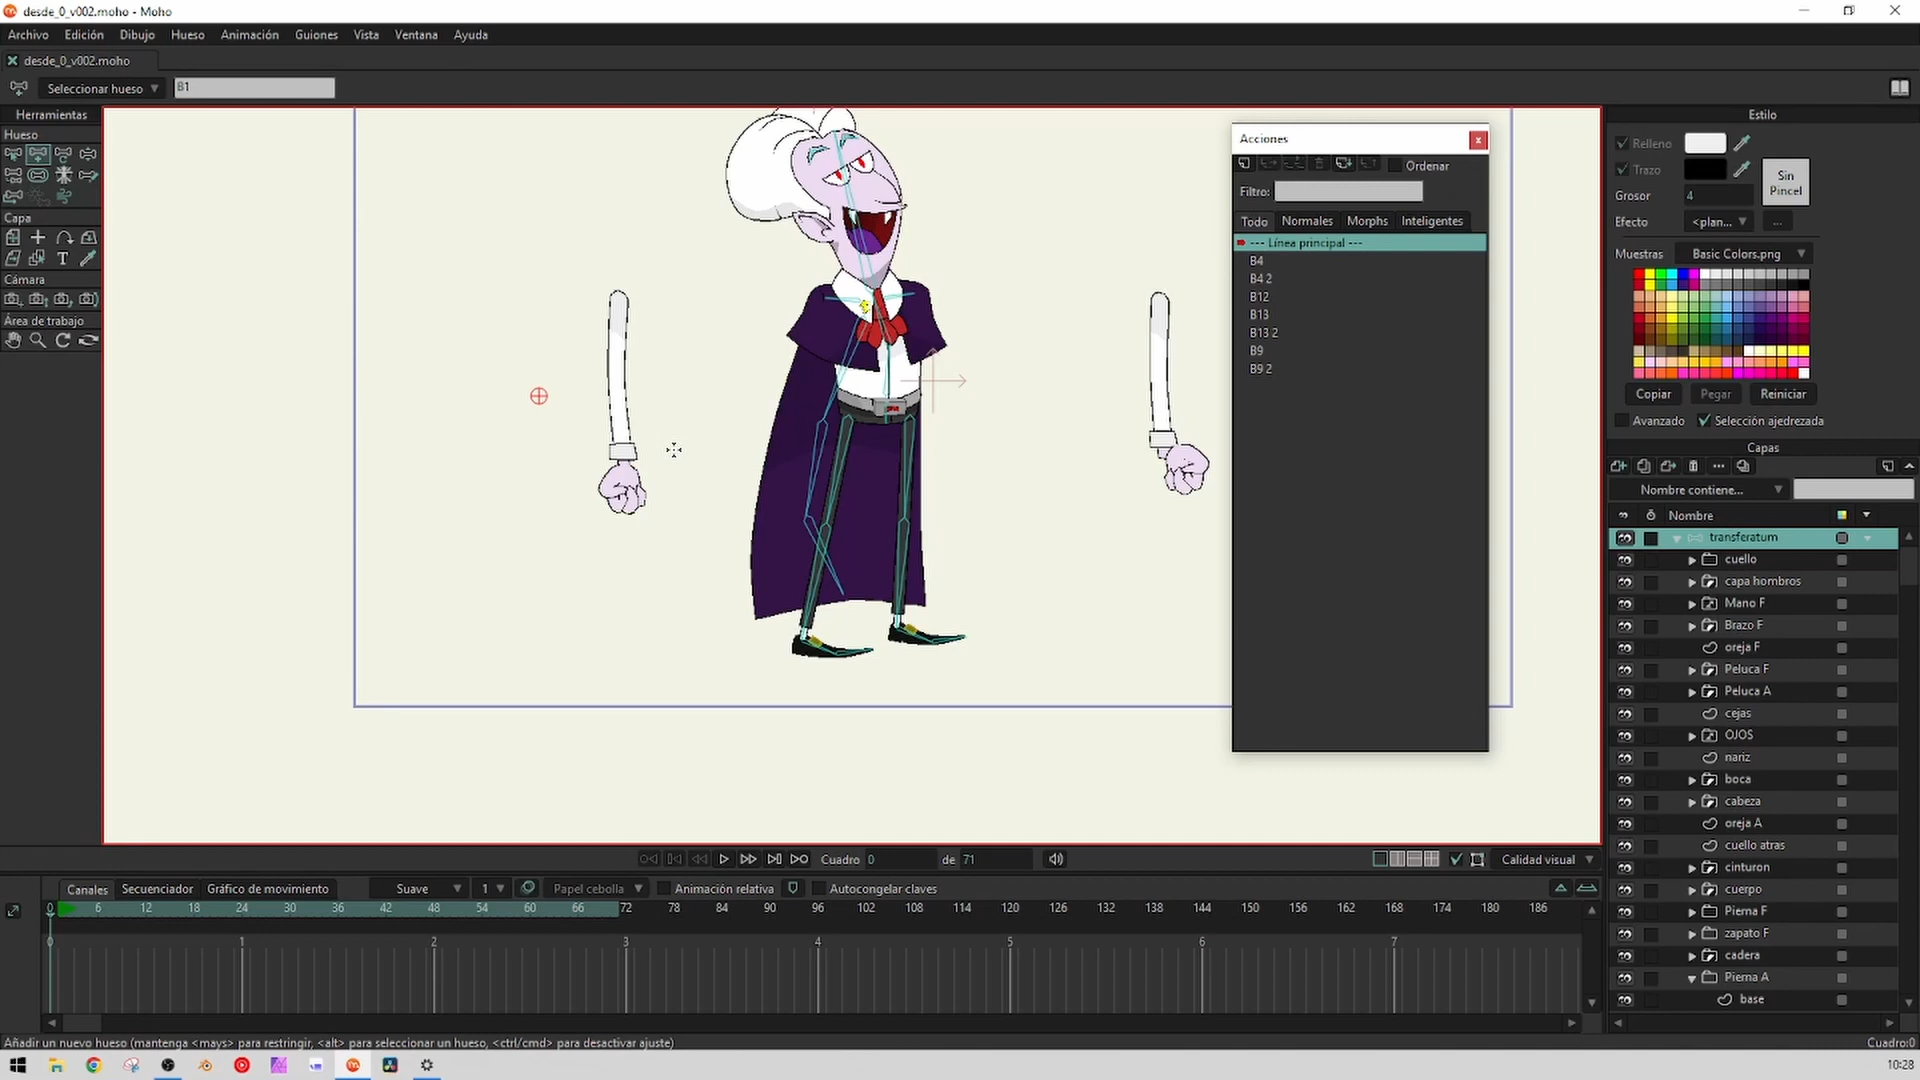 desde_0_v002.moho - Moho
Archivo Edición Dibujo Hueso Animación Guiones Vista Ventana Ayuda
desde_0_v002.moho
Seleccionar hueso B1
Herramientas
Hueso
Capa
Cámara
Área de trabajo
Acciones
Ordenar
Filtro:
Todo Normales Morphs Inteligentes
--- Línea principal ---
B4
B4 2
B12
B13
B13 2
B9
B9 2
Estilo
Relleno
Trazo
Sin
Pincel
Grosor 4
Efecto <plan... ...
Muestras Basic Colors.png
Copiar Pegar Reiniciar
Avanzado Selección ajedrezada
Capas
Nombre contiene...
Nombre
transferatum
cuello
capa hombros
Mano F
Brazo F
oreja F
Peluca F
Peluca A
cejas
OJOS
nariz
boca
cabeza
oreja A
cuello atras
cinturon
cuerpo
Pierna F
zapato F
cadera
Pierna A
base
Cuadro 0 de 71 Calidad visual
Canales Secuenciador Gráfico de movimiento Suave 1 Papel cebolla Animación relativa Autocongelar claves
0 6 12 18 24 30 36 42 48 54 60 66 72 78 84 90 96 102 108 114 120 126 132 138 144 150 156 162 168 174 180 186
0 1 2 3 4 5 6 7
Añadir un nuevo hueso (mantenga <mays> para restringir, <alt> para seleccionar un hueso, <ctrl/cmd> para desactivar ajuste) Cuadro:0
10:28